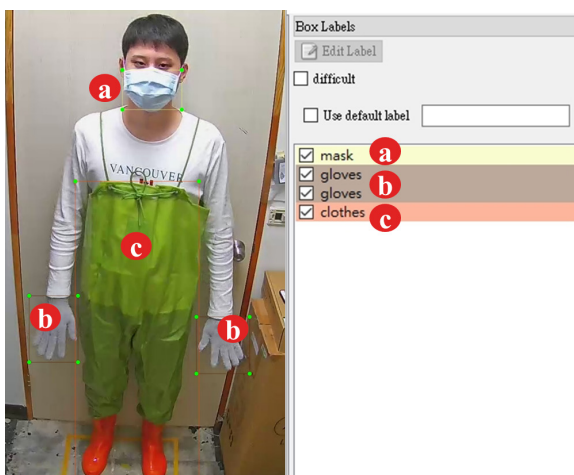 a
VANCOUVER
c
b
b
Box Labels
Edit Label
difficult
Use default label
mask a
gloves
gloves b
clothes c